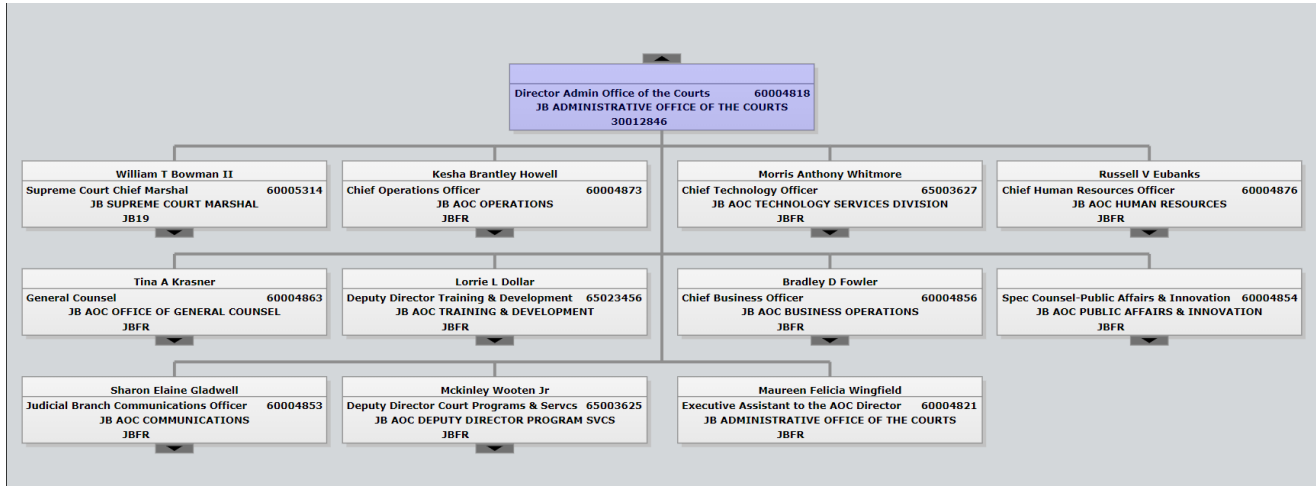 Director Admin Office of the Courts 60004818
JB ADMINISTRATIVE OFFICE OF THE COURTS
30012846
William T Bowman II
Supreme Court Chief Marshal 60005314
JB SUPREME COURT MARSHAL
JB19
Kesha Brantley Howell
Chief Operations Officer 60004873
JB AOC OPERATIONS
JBFR
Morris Anthony Whitmore
Chief Technology Officer 65003627
JB AOC TECHNOLOGY SERVICES DIVISION
JBFR
Russell V Eubanks
Chief Human Resources Officer 60004876
JB AOC HUMAN RESOURCES
JBFR
Tina A Krasner
General Counsel 60004863
JB AOC OFFICE OF GENERAL COUNSEL
JBFR
Lorrie L Dollar
Deputy Director Training & Development 65023456
JB AOC TRAINING & DEVELOPMENT
JBFR
Bradley D Fowler
Chief Business Officer 60004856
JB AOC BUSINESS OPERATIONS
JBFR
Spec Counsel-Public Affairs & Innovation 60004854
JB AOC PUBLIC AFFAIRS & INNOVATION
JBFR
Sharon Elaine Gladwell
Judicial Branch Communications Officer 60004853
JB AOC COMMUNICATIONS
JBFR
Mckinley Wooten Jr
Deputy Director Court Programs & Servcs 65003625
JB AOC DEPUTY DIRECTOR PROGRAM SVCS
JBFR
Maureen Felicia Wingfield
Executive Assistant to the AOC Director 60004821
JB ADMINISTRATIVE OFFICE OF THE COURTS
JBFR